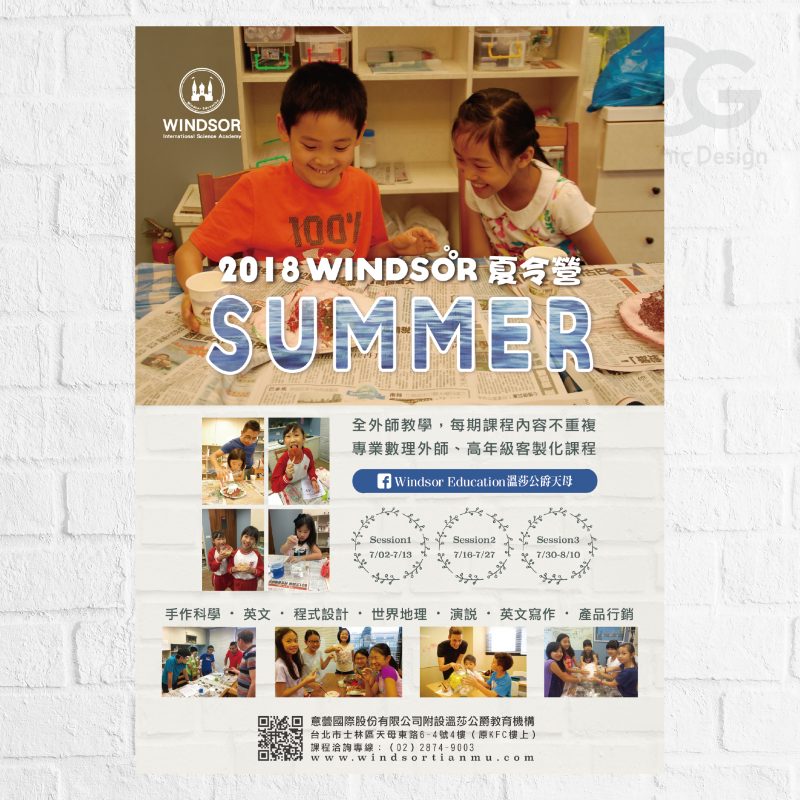 WINDSOR
International Science Academy
100%
2018 WINDSOR 夏令營
SUMMER
全外師教學，每期課程內容不重複
專業數理外師、高年級客製化課程
Windsor Education溫莎公爵天母
Session1
7/02-7/13
Session2
7/16-7/27
Session3
7/30-8/10
手作科學 · 英文 · 程式設計 · 世界地理 · 演說 · 英文寫作 · 產品行銷
意蕓國際股份有限公司附設溫莎公爵教育機構
台北市士林區天母東路6-4號4樓（原KFC樓上）
課程洽詢專線：（02）2874-9003
www.windsortianmu.com
Design